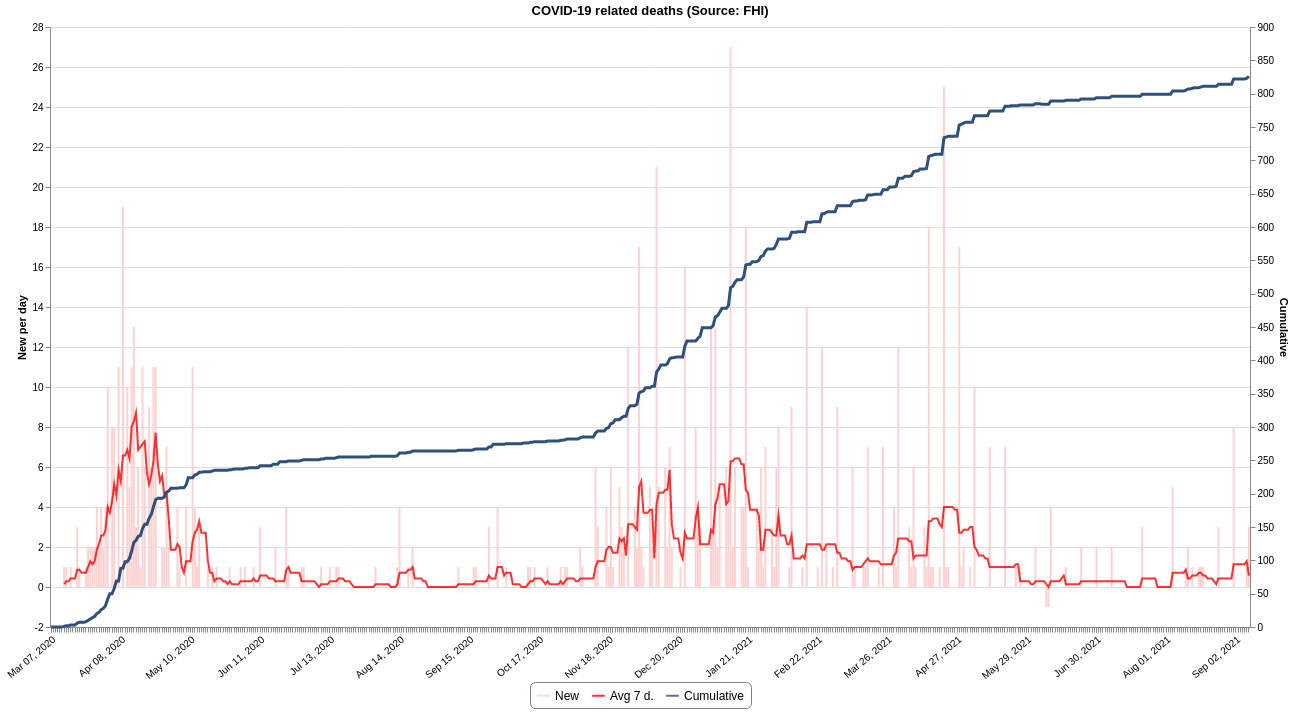 COVID-19 related deaths (Source: FHI)
New per day
28
26
24
22
20
18
16
14
12
10
8
6
4
2
0
-2
Cumulative
900
850
800
750
700
650
600
550
500
450
400
350
300
250
200
150
100
50
0
Mar 07, 2020
Apr 08, 2020
May 10, 2020
Jun 11, 2020
Jul 13, 2020
Aug 14, 2020
Sep 15, 2020
Oct 17, 2020
Nov 18, 2020
Dec 20, 2020
Jan 21, 2021
Feb 22, 2021
Mar 26, 2021
Apr 27, 2021
May 29, 2021
Jun 30, 2021
Aug 01, 2021
Sep 02, 2021
New Avg 7 d. Cumulative